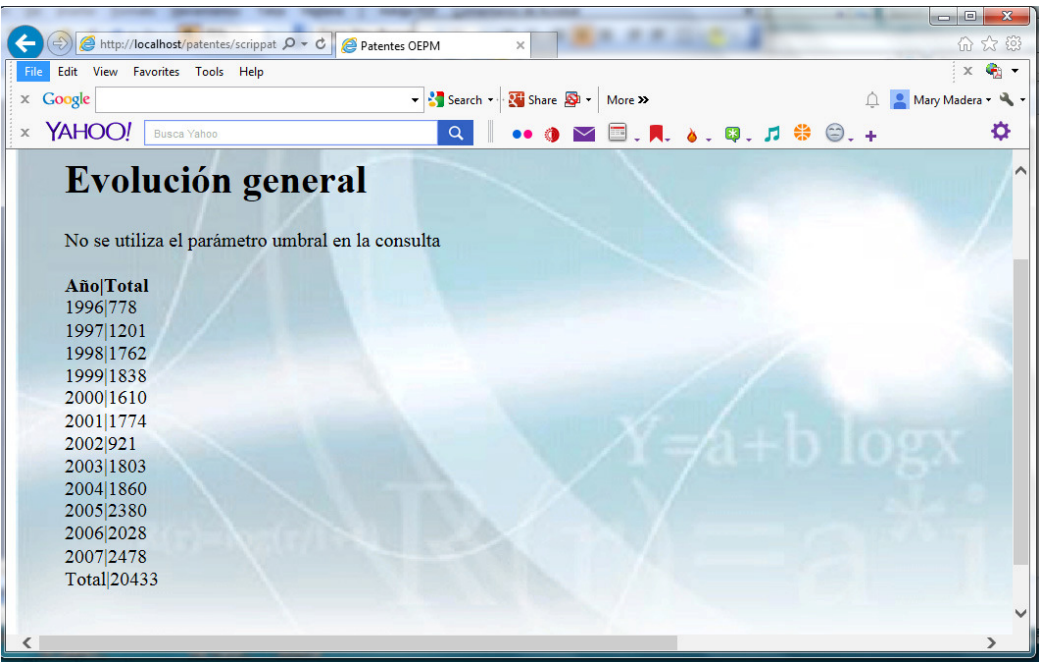 http://localhost/patentes/scrippat
Patentes OEPM
File Edit View Favorites Tools Help
Google Search Share More >> Mary Madera
YAHOO! Busca Yahoo
Evolución general
No se utiliza el parámetro umbral en la consulta
Año|Total
1996|778
1997|1201
1998|1762
1999|1838
2000|1610
2001|1774
2002|921
2003|1803
2004|1860
2005|2380
2006|2028
2007|2478
Total|20433
Y=a+b logx